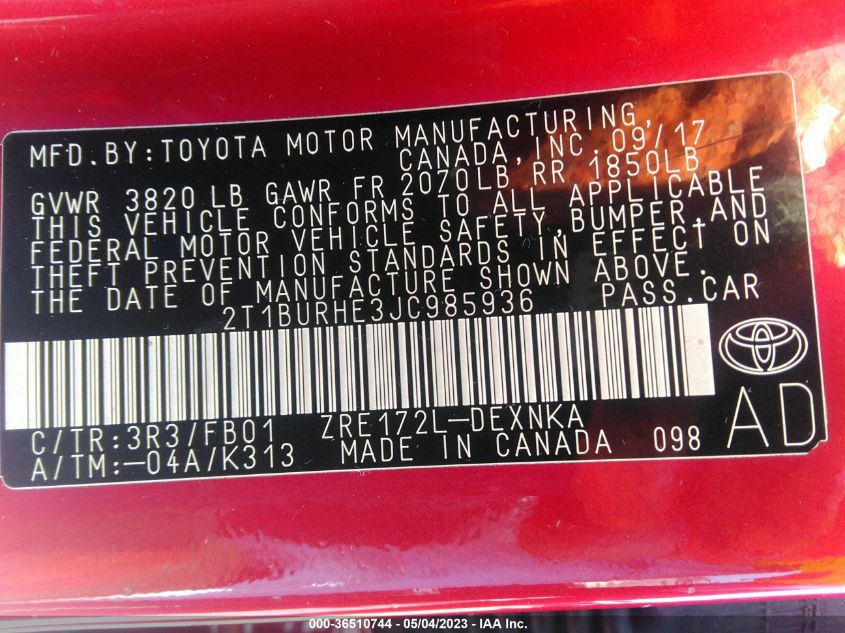 MFD.BY:TOYOTA MOTOR MANUFACTURING,
CANADA,INC.09/17
GVWR 3820 LB GAWR FR 2070LB RR 1850LB
THIS VEHICLE CONFORMS TO ALL APPLICABLE
FEDERAL MOTOR VEHICLE SAFETY,BUMPER,AND
THEFT PREVENTION STANDARDS IN EFFECT ON
THE DATE OF MANUFACTURE SHOWN ABOVE.
2T1BURHE3JC985936 PASS.CAR
C/TR:3R3/FB01 ZRE172L-DEXNKA
A/TM:-04A/K313 MADE IN CANADA 098 AD
000-36510744 - 05/04/2023 - IAA Inc.